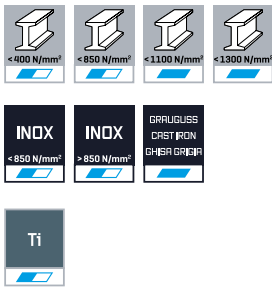 <400 N/mm² <850 N/mm² <1100 N/mm² <1300 N/mm²
INOX INOX GRAUGUSS
CAST IRON
GHISA GRIGIA
<850 N/mm² >850 N/mm²
Ti